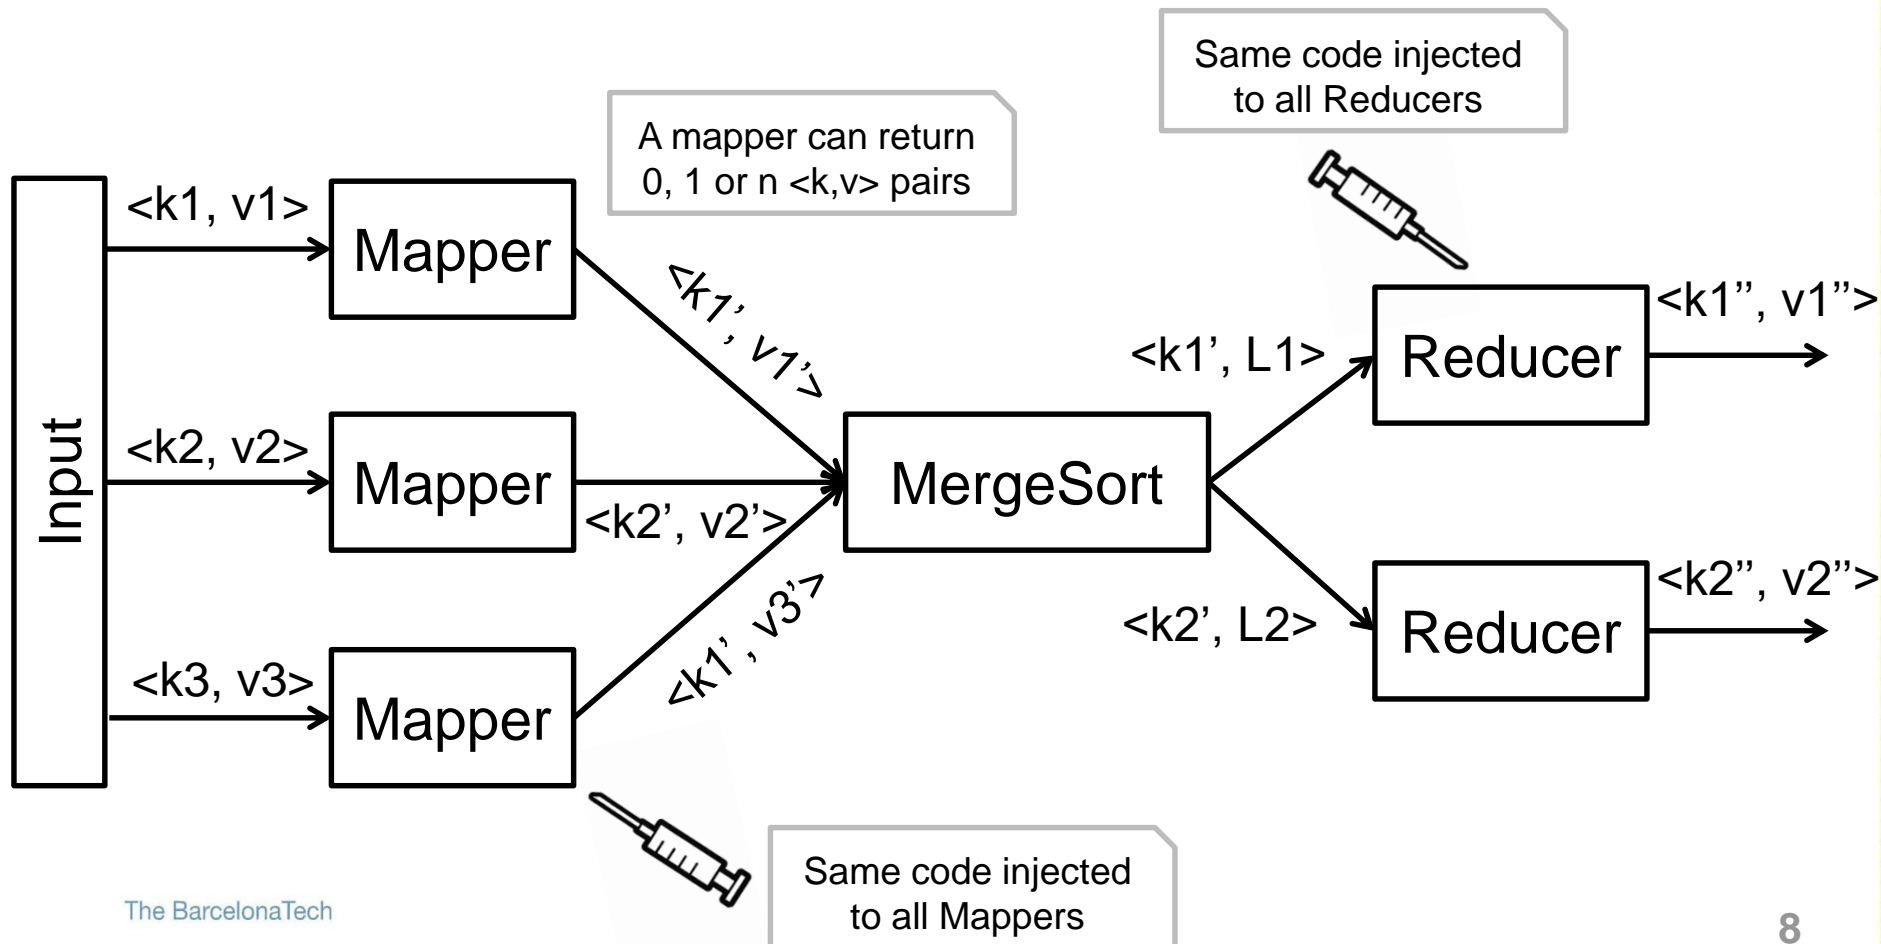 Same code injected
to all Reducers
A mapper can return
0, 1 or n <k,v> pairs
Input
<k1, v1>
Mapper
<k1’, v1’>
<k2, v2>
Mapper
<k2’, v2’>
<k3, v3>
Mapper
<k1’, v3’>
MergeSort
<k1’, L1>
Reducer
<k1’’, v1’’>
<k2’, L2>
Reducer
<k2’’, v2’’>
Same code injected
to all Mappers
The BarcelonaTech
8